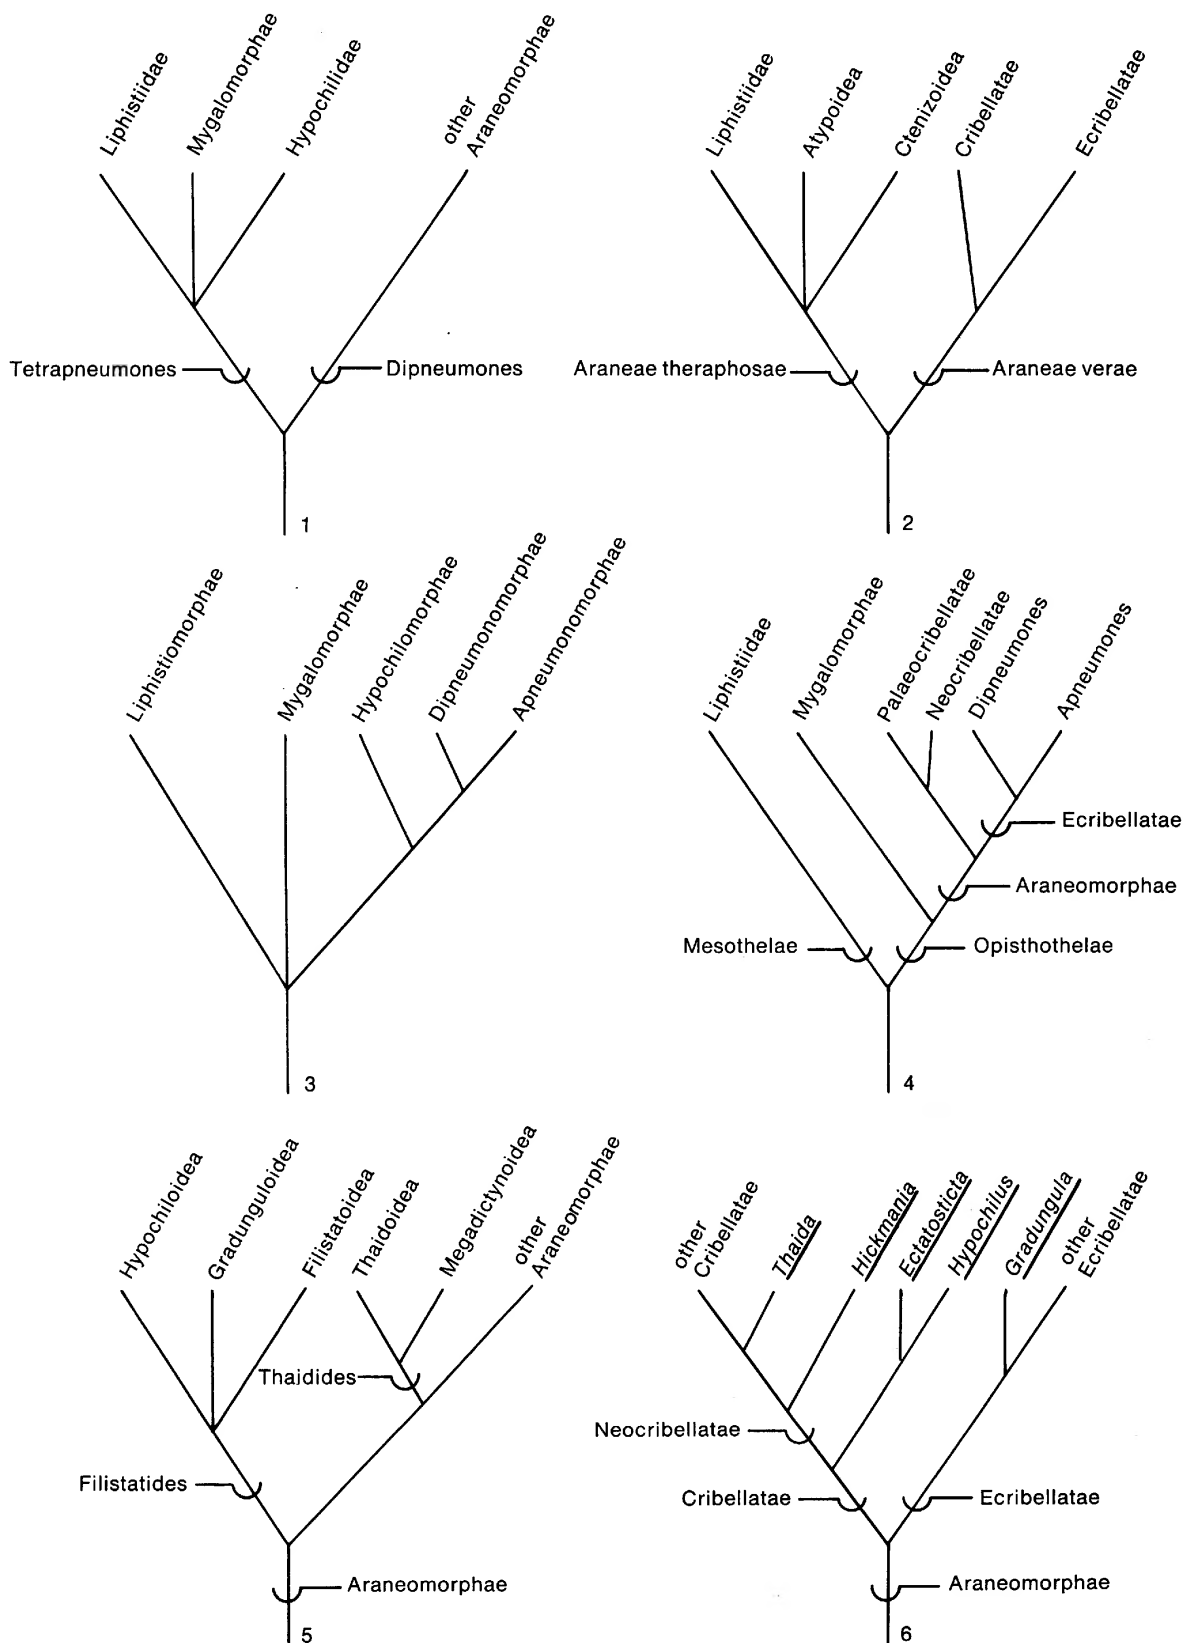 Liphistiidae
Mygalomorphae
Hypochilidae
other
Araneomorphae
Tetrapneumones
Dipneumones
1
Liphistiidae
Atypoidea
Ctenizoidea
Cribellatae
Ecribellatae
Araneae theraphosae
Araneae verae
2
Liphistiomorphae
Mygalomorphae
Hypochilomorphae
Dipneumonomorphae
Apneumonomorphae
3
Liphistiidae
Mygalomorphae
Palaeocribellatae
Neocribellatae
Dipneumones
Apneumones
Ecribellatae
Araneomorphae
Mesothelae
Opisthothelae
4
Hypochiloidea
Gradunguloidea
Filistatoidea
Thaidoidea
Megadictynoidea
other
Araneomorphae
Thaidides
Filistatides
Araneomorphae
5
other
Cribellatae
Thaida
Hickmania
Ectatosticta
Hypochilus
Gradungula
other
Ecribellatae
Neocribellatae
Cribellatae
Ecribellatae
Araneomorphae
6